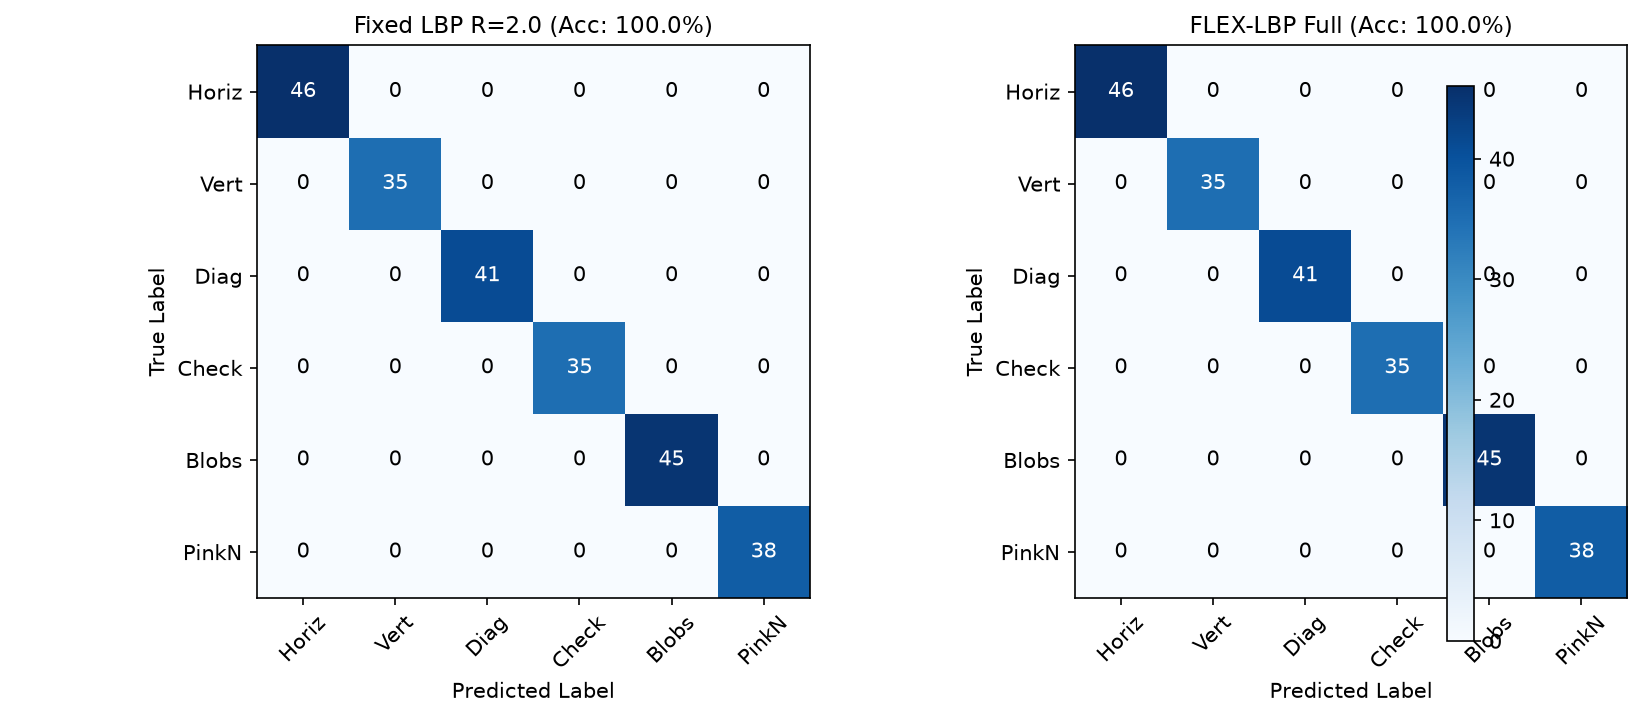 Fixed LBP R=2.0 (Acc: 100.0%)
True Label
Horiz 46 0 0 0 0 0
Vert 0 35 0 0 0 0
Diag 0 0 41 0 0 0
Check 0 0 0 35 0 0
Blobs 0 0 0 0 45 0
PinkN 0 0 0 0 0 38
Horiz Vert Diag Check Blobs PinkN
Predicted Label
FLEX-LBP Full (Acc: 100.0%)
True Label
Horiz 46 0 0 0 0 0
Vert 0 35 0 0 0 0
Diag 0 0 41 0 0 0
Check 0 0 0 35 0 0
Blobs 0 0 0 0 45 0
PinkN 0 0 0 0 0 38
Horiz Vert Diag Check Blobs PinkN
Predicted Label
40
30
20
10
0